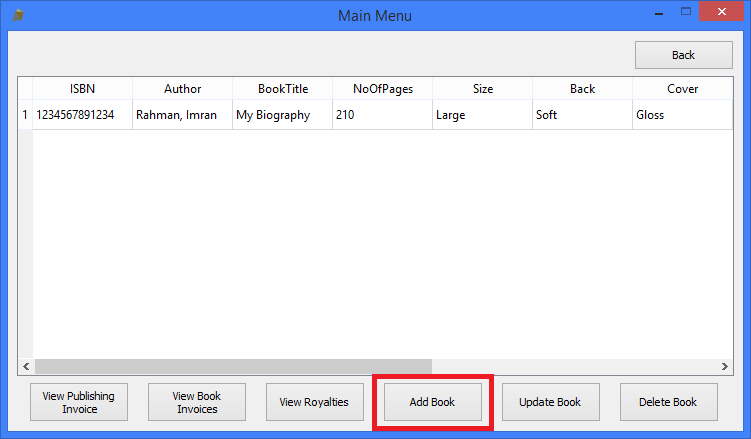 Main Menu
Back
ISBN Author BookTitle NoOfPages Size Back Cover
1 1234567891234 Rahman, Imran My Biography 210 Large Soft Gloss
View Publishing Invoice
View Book Invoices
View Royalties
Add Book
Update Book
Delete Book